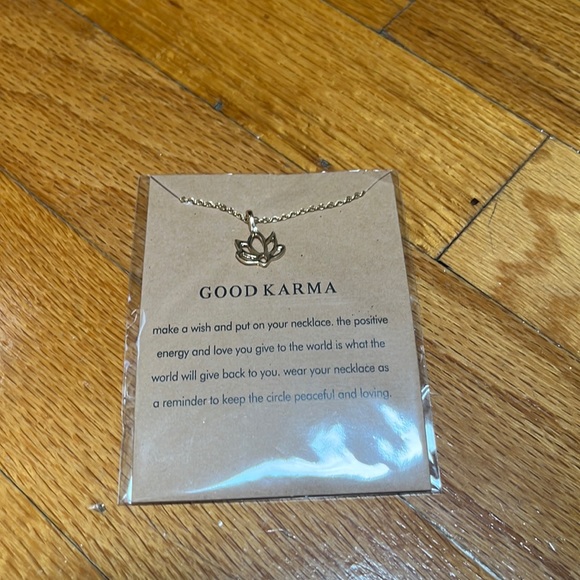 GOOD KARMA
make a wish and put on your necklace. the positive
energy and love you give to the world is what the
world will give back to you. wear your necklace as
a reminder to keep the circle peaceful and loving.